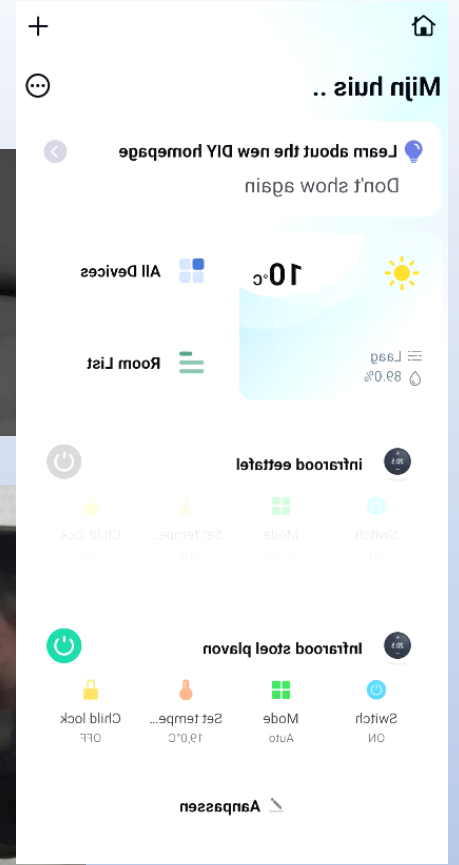 Mijn huis ..
Learn about the new DIY homepage
Don't show again
10°C
Laag
89.0%
All Devices
Room List
infrarood eettafel
Switch
Mode
Set tempe...
Child lock
Infrarood stoel plavon
Switch
ON
Mode
Auto
Set tempe...
19,0°C
Child lock
OFF
Aanpassen